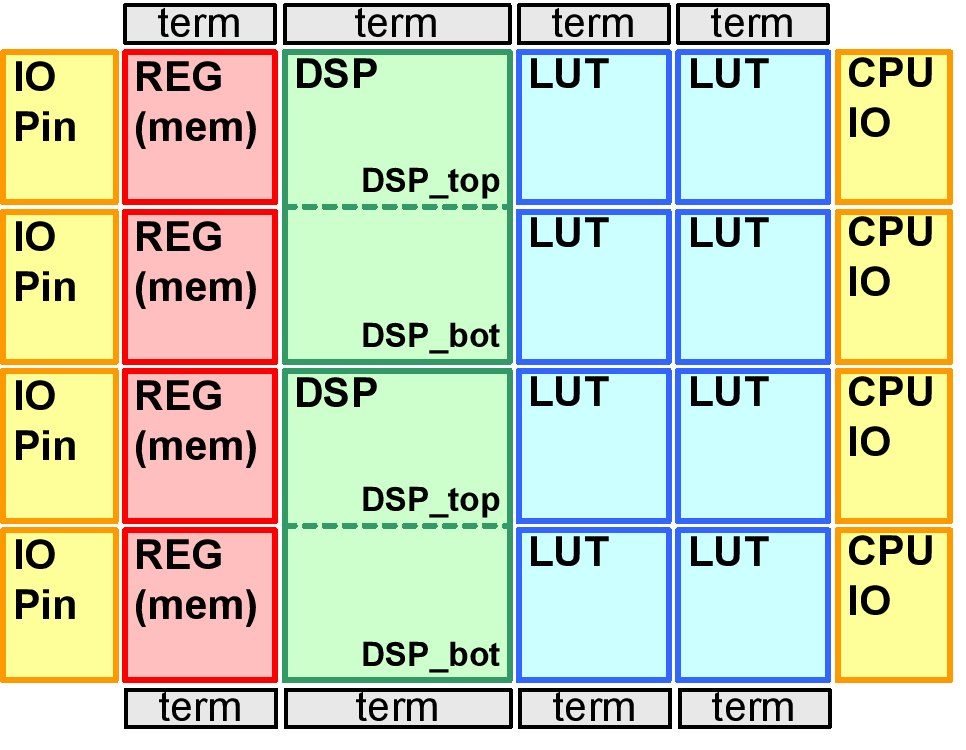 term term term term
IO REG DSP LUT LUT CPU
Pin (mem) IO
DSP_top
IO REG LUT LUT CPU
Pin (mem) IO
DSP_bot
IO REG DSP LUT LUT CPU
Pin (mem) IO
DSP_top
IO REG LUT LUT CPU
Pin (mem) IO
DSP_bot
term term term term